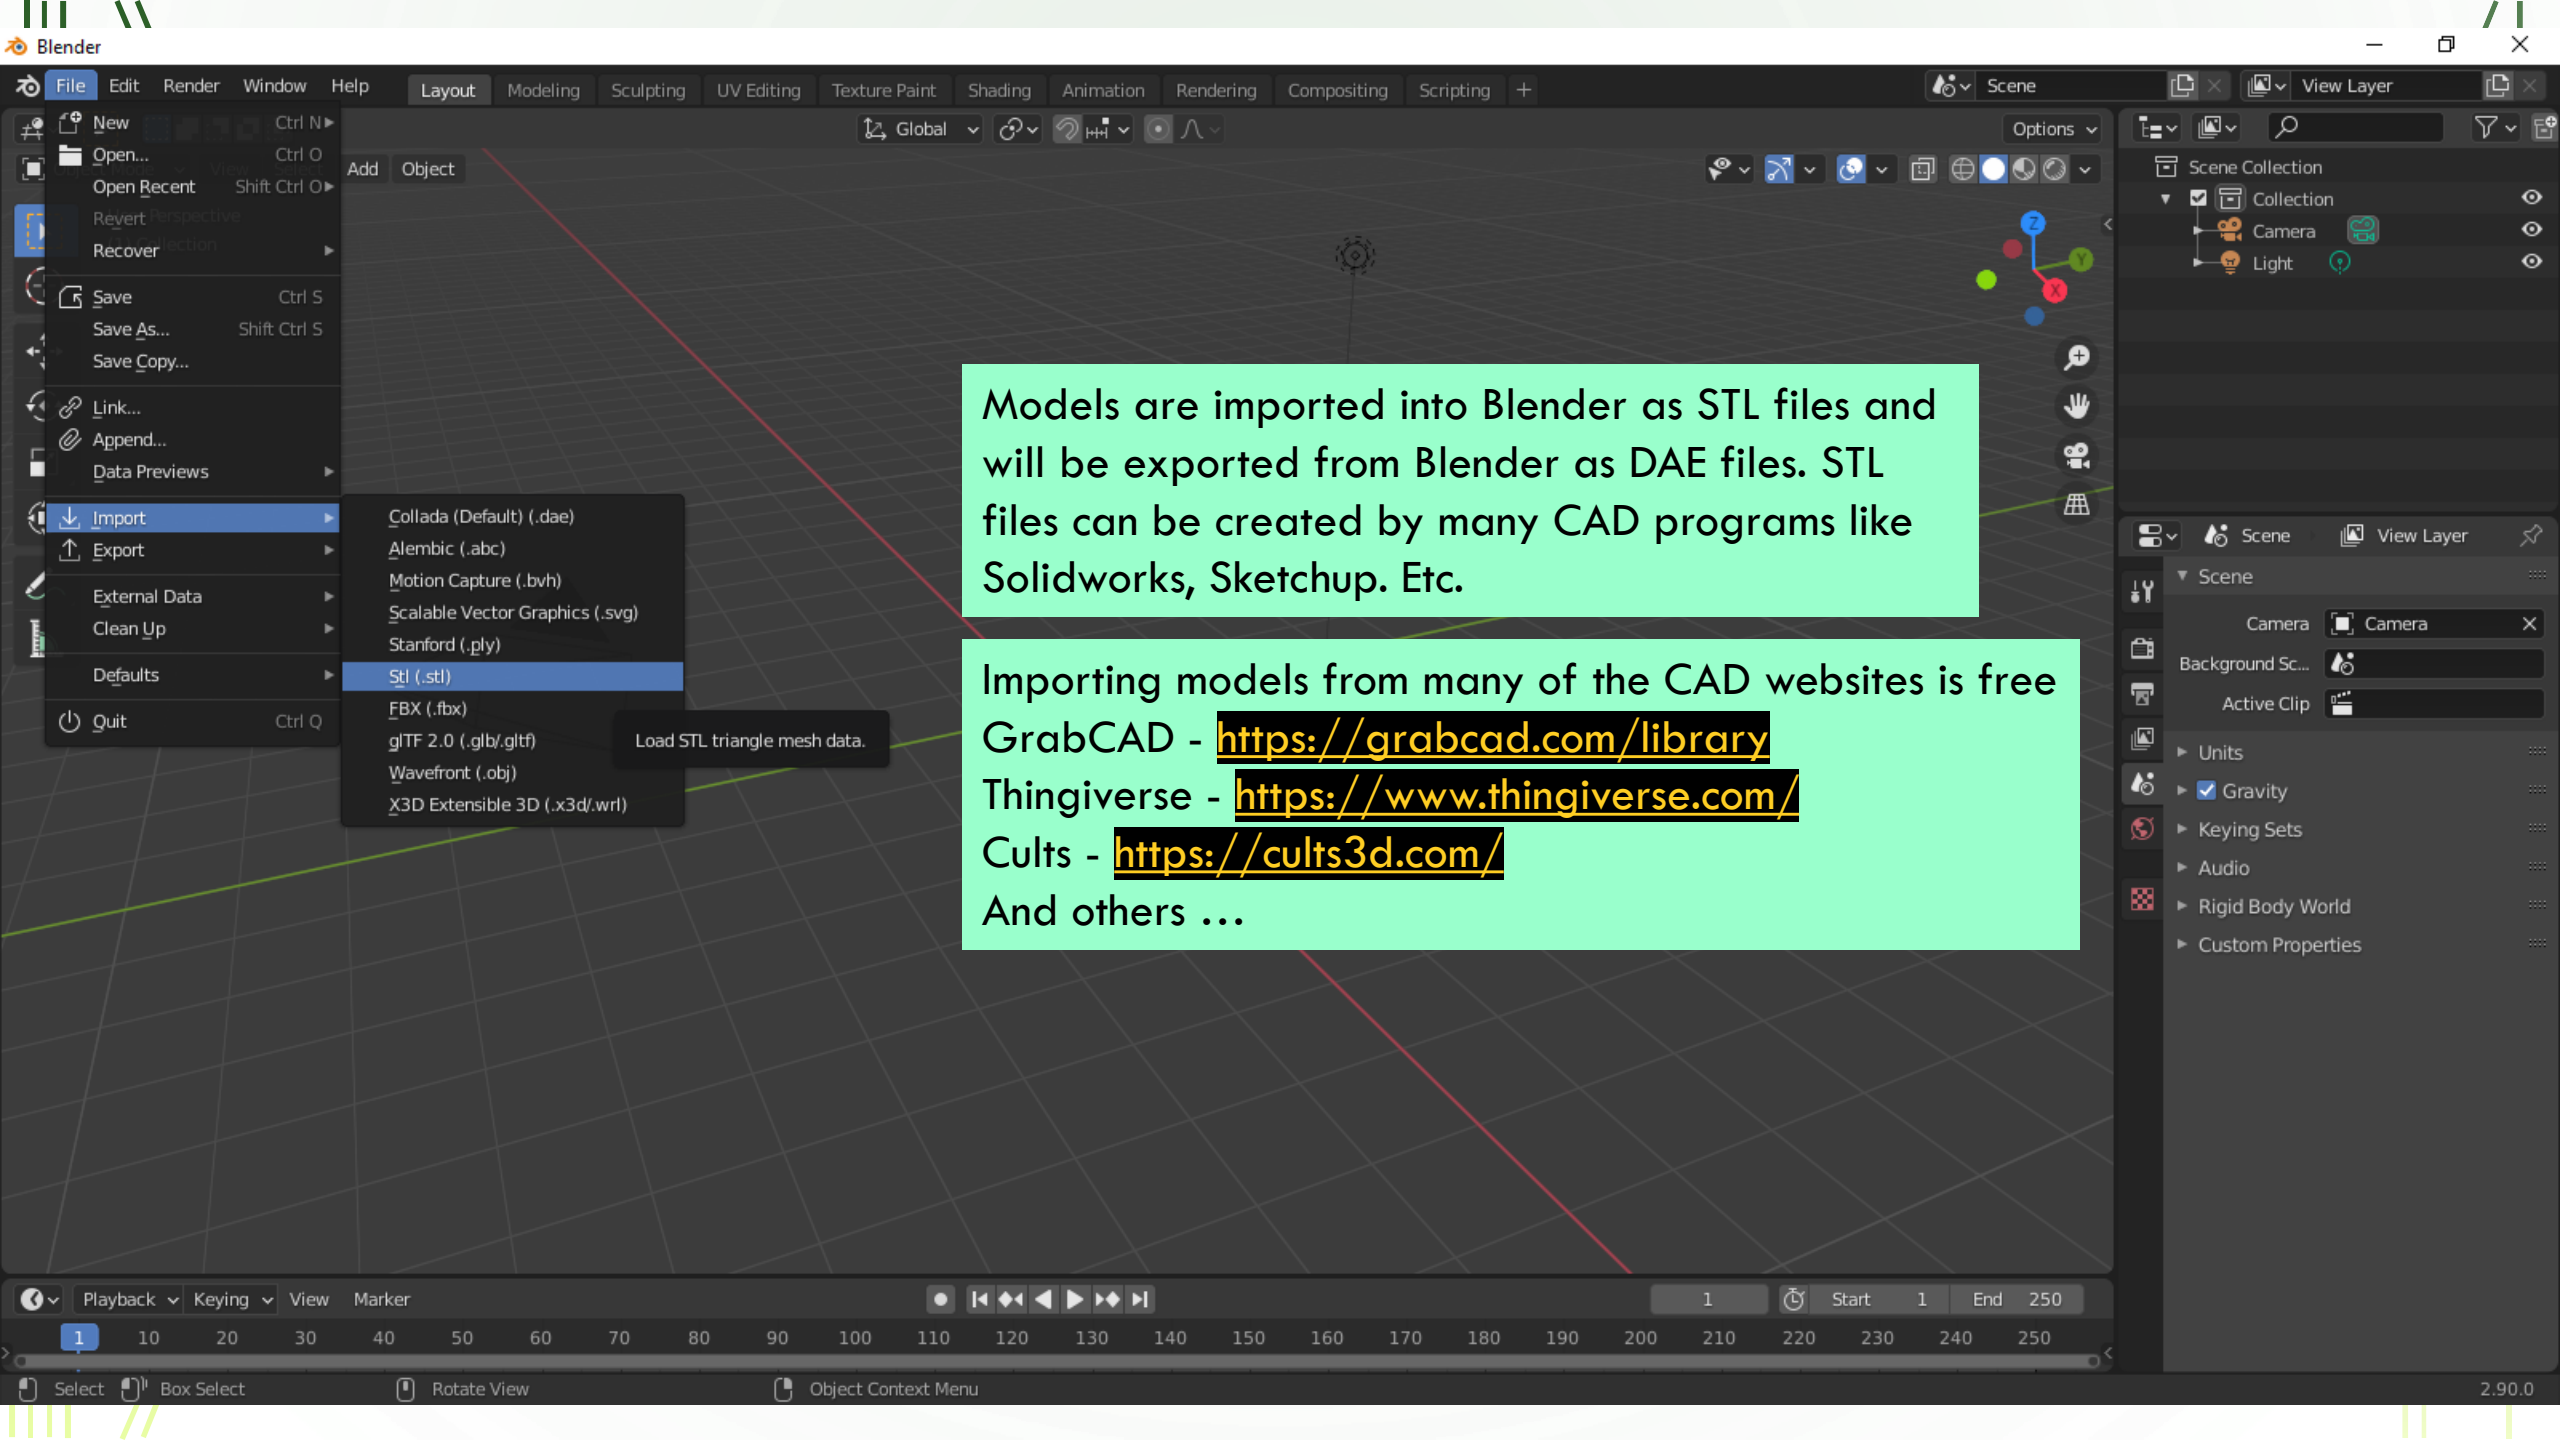 Blender
File Edit Render Window Help Layout Modeling Sculpting UV Editing Texture Paint Shading Animation Rendering Compositing Scripting + Scene View Layer
New Ctrl N
Open... Ctrl O
Open Recent Shift Ctrl O
Revert
Recover
Save Ctrl S
Save As... Shift Ctrl S
Save Copy...
Link...
Append...
Data Previews
Import
Export
External Data
Clean Up
Defaults
Quit Ctrl Q
Global
Options
Add Object
Collada (Default) (.dae)
Alembic (.abc)
Motion Capture (.bvh)
Scalable Vector Graphics (.svg)
Stanford (.ply)
Stl (.stl)
FBX (.fbx)
glTF 2.0 (.glb/.gltf)
Wavefront (.obj)
X3D Extensible 3D (.x3d/.wrl)
Load STL triangle mesh data.
Z
Y
X
Models are imported into Blender as STL files and
will be exported from Blender as DAE files. STL
files can be created by many CAD programs like
Solidworks, Sketchup. Etc.
Importing models from many of the CAD websites is free
GrabCAD - https://grabcad.com/library
Thingiverse - https://www.thingiverse.com/
Cults - https://cults3d.com/
And others …
Scene Collection
Collection
Camera
Light
Scene View Layer
Scene
Camera Camera
Background Sc...
Active Clip
Units
Gravity
Keying Sets
Audio
Rigid Body World
Custom Properties
Playback Keying View Marker 1 Start 1 End 250
1 10 20 30 40 50 60 70 80 90 100 110 120 130 140 150 160 170 180 190 200 210 220 230 240 250
Select Box Select Rotate View Object Context Menu 2.90.0